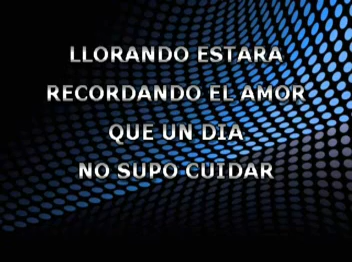 LLORANDO ESTARA
RECORDANDO EL AMOR
QUE UN DIA
NO SUPO CUIDAR